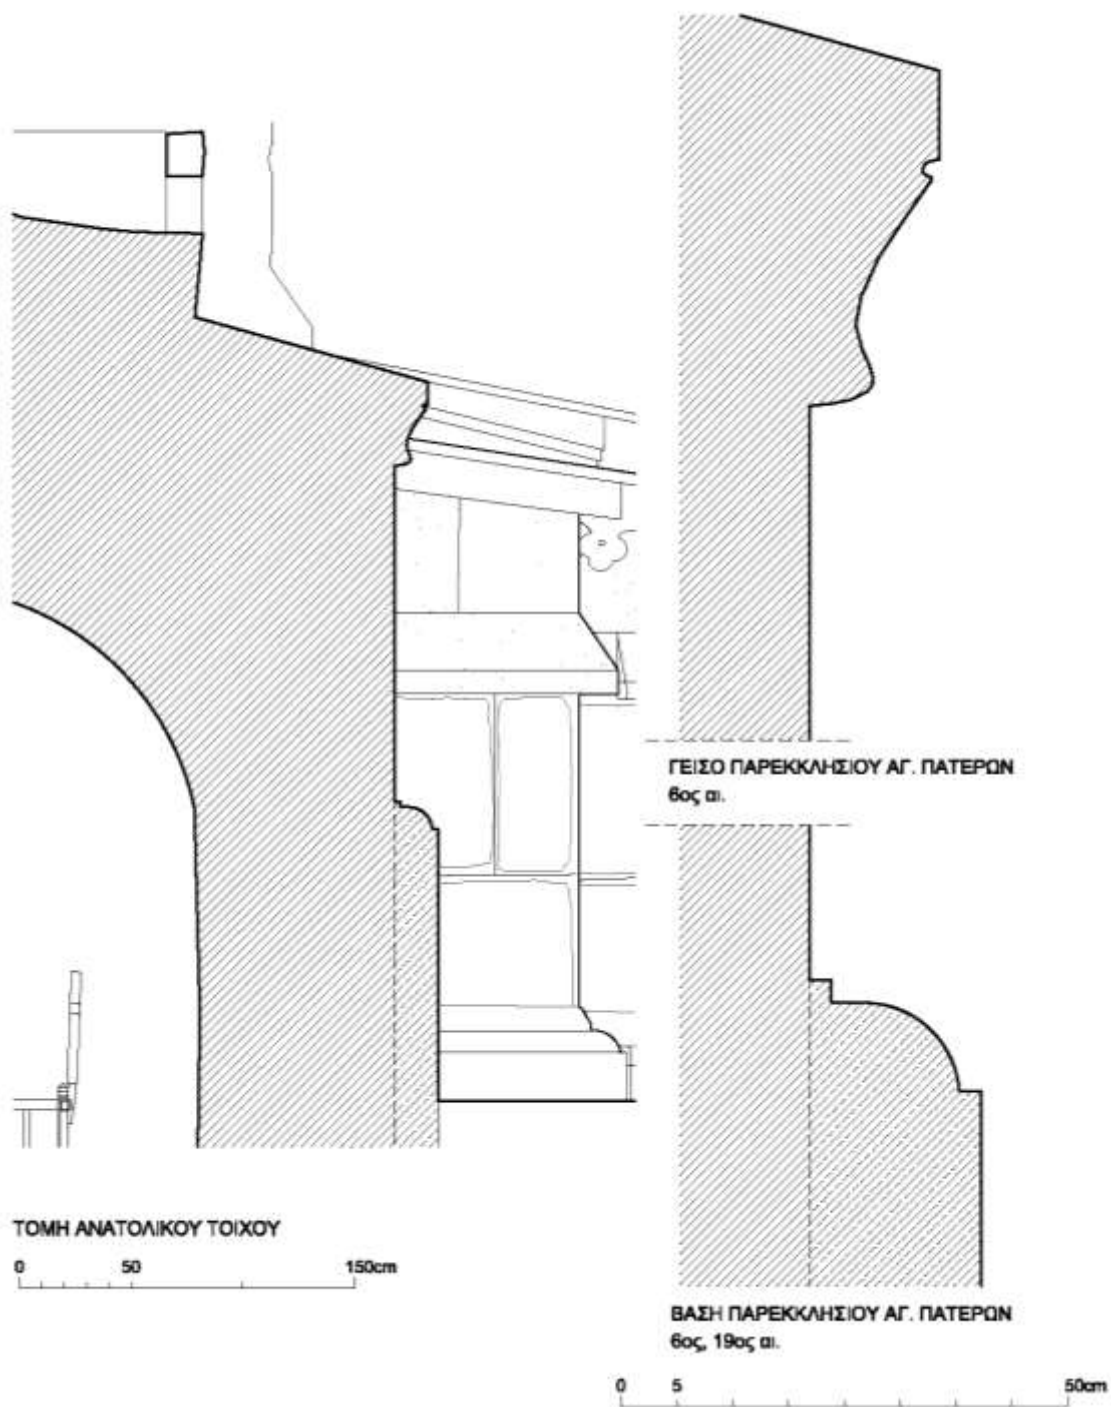 ΓΕΙΣΟ ΠΑΡΕΚΚΛΗΣΙΟΥ ΑΓ. ΠΑΤΕΡΩΝ
6ος αι.
ΤΟΜΗ ΑΝΑΤΟΛΙΚΟΥ ΤΟΙΧΟΥ
0 50 150cm
ΒΑΣΗ ΠΑΡΕΚΚΛΗΣΙΟΥ ΑΓ. ΠΑΤΕΡΩΝ
6ος, 19ος αι.
0 5 50cm